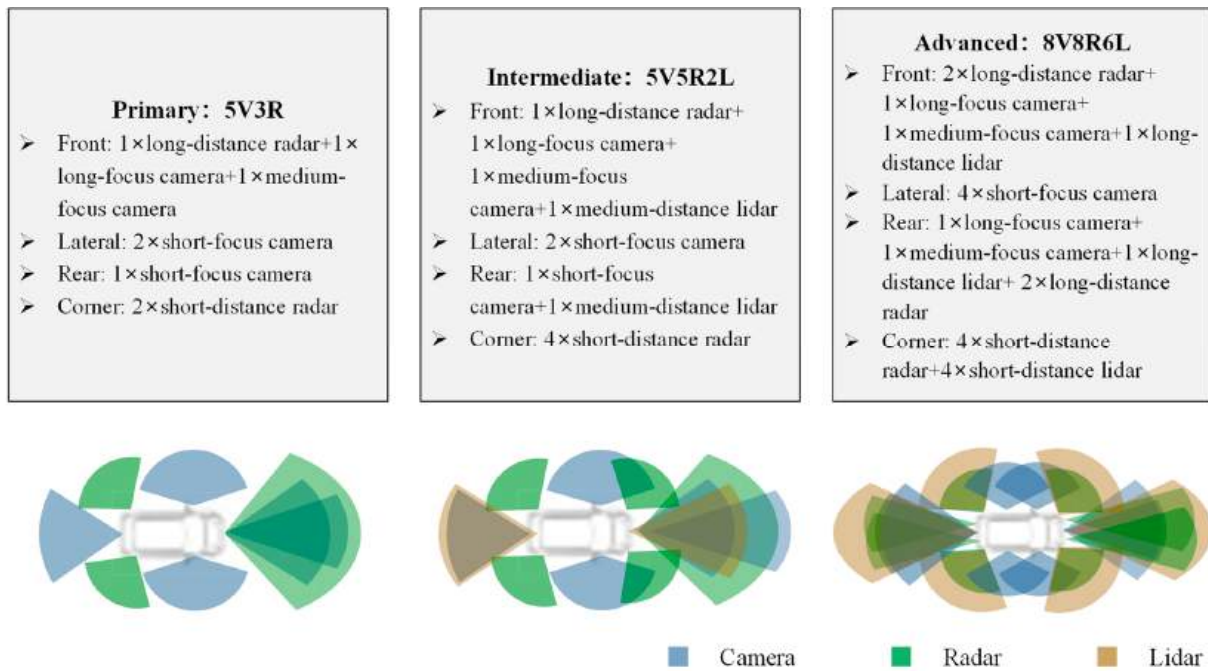 Primary: 5V3R
➢ Front: 1×long-distance radar+1×
long-focus camera+1×medium-
focus camera
➢ Lateral: 2×short-focus camera
➢ Rear: 1×short-focus camera
➢ Corner: 2×short-distance radar
Intermediate: 5V5R2L
➢ Front: 1×long-distance radar+
1×long-focus camera+
1×medium-focus
camera+1×medium-distance lidar
➢ Lateral: 2×short-focus camera
➢ Rear: 1×short-focus
camera+1×medium-distance lidar
➢ Corner: 4×short-distance radar
Advanced: 8V8R6L
➢ Front: 2×long-distance radar+
1×long-focus camera+
1×medium-focus camera+1×long-
distance lidar
➢ Lateral: 4×short-focus camera
➢ Rear: 1×long-focus camera+
1×medium-focus camera+1×long-
distance lidar+ 2×long-distance
radar
➢ Corner: 4×short-distance
radar+4×short-distance lidar
Camera
Radar
Lidar